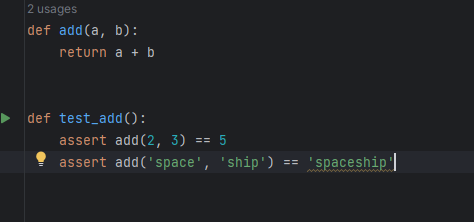 2 usages
def add(a, b):
    return a + b
def test_add():
    assert add(2, 3) == 5
    assert add('space', 'ship') == 'spaceship'